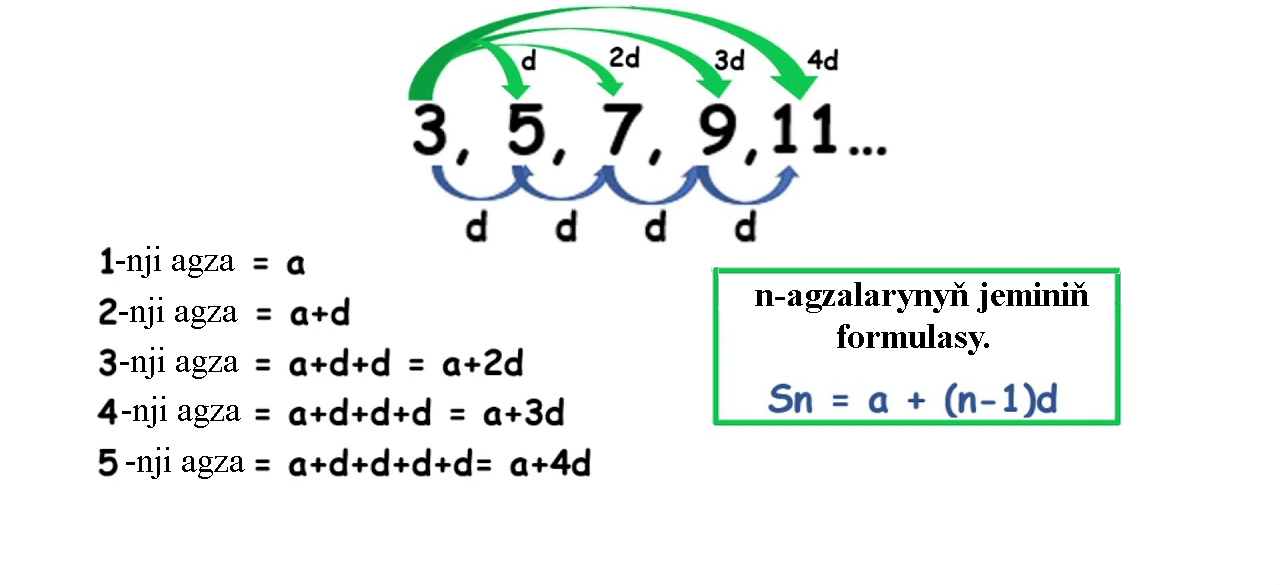 d 2d 3d 4d
3, 5, 7, 9, 11...
d d d d
1-nji agza = a
2-nji agza = a+d
3-nji agza = a+d+d = a+2d
4-nji agza = a+d+d+d = a+3d
5-nji agza = a+d+d+d+d= a+4d
n-agzalarynyň jeminiň
formulasy.
Sn = a + (n-1)d